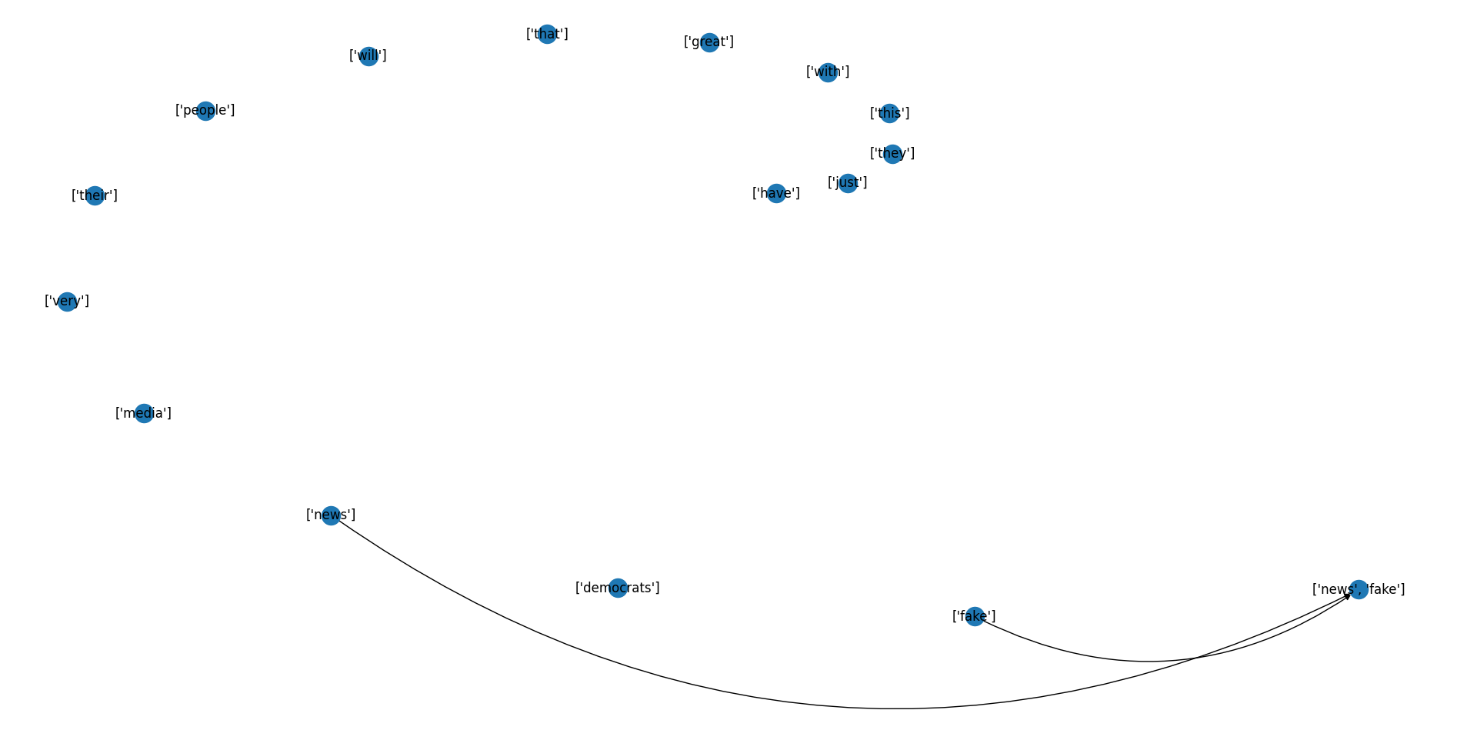 ['that']
['great']
['will']
['with']
['people']
['this']
['they']
['just']
['have']
['their']
['very']
['media']
['news']
['democrats']
['news', 'fake']
['fake']